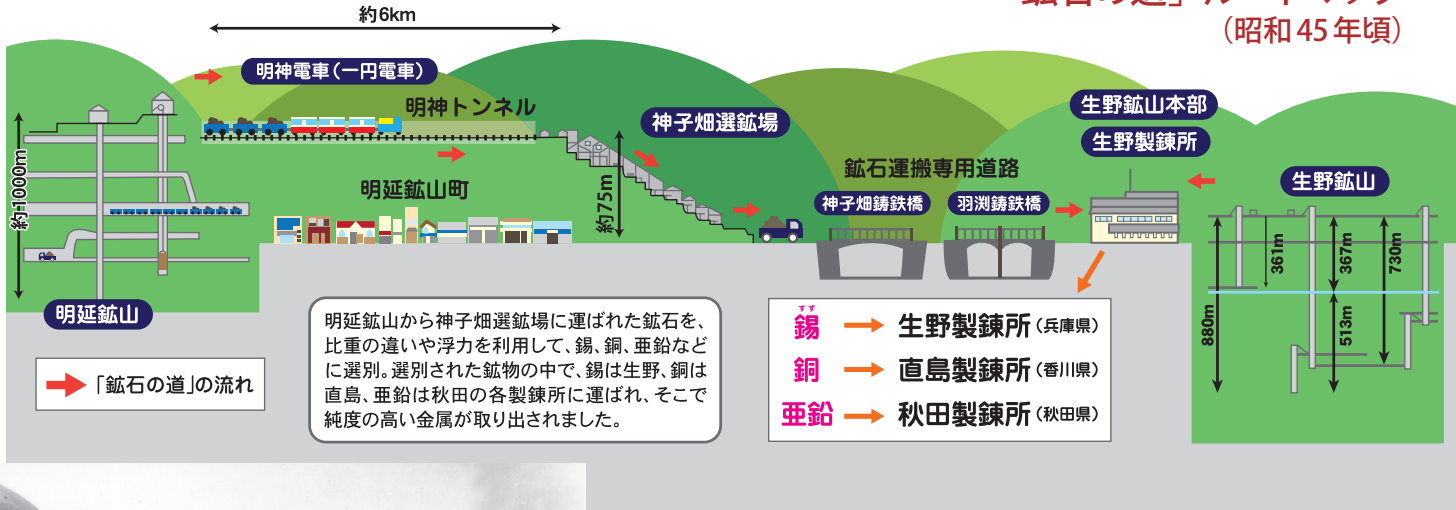 (昭和45年頃)
約6km
明神電車(一円電車)
明神トンネル
神子畑選鉱場
生野鉱山本部
生野製錬所
鉱石運搬専用道路
生野鉱山
約1000m
明延鉱山町
約75m
神子畑鋳鉄橋
羽渕鋳鉄橋
361m
367m
730m
880m
513m
明延鉱山
「鉱石の道」の流れ
明延鉱山から神子畑選鉱場に運ばれた鉱石を、
比重の違いや浮力を利用して、錫、銅、亜鉛など
に選別。選別された鉱物の中で、錫は生野、銅は
直島、亜鉛は秋田の各製錬所に運ばれ、そこで
純度の高い金属が取り出されました。
すず
錫 生野製錬所(兵庫県)
銅 直島製錬所(香川県)
亜鉛 秋田製錬所(秋田県)